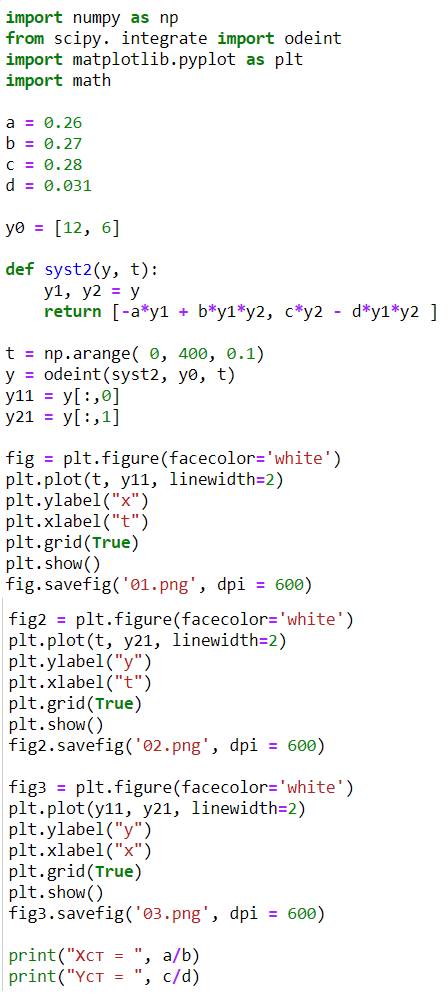 import numpy as np
from scipy. integrate import odeint
import matplotlib.pyplot as plt
import math

a = 0.26
b = 0.27
c = 0.28
d = 0.031

y0 = [12, 6]

def syst2(y, t):
    y1, y2 = y
    return [-a*y1 + b*y1*y2, c*y2 - d*y1*y2 ]

t = np.arange( 0, 400, 0.1)
y = odeint(syst2, y0, t)
y11 = y[:,0]
y21 = y[:,1]

fig = plt.figure(facecolor='white')
plt.plot(t, y11, linewidth=2)
plt.ylabel("x")
plt.xlabel("t")
plt.grid(True)
plt.show()
fig.savefig('01.png', dpi = 600)

fig2 = plt.figure(facecolor='white')
plt.plot(t, y21, linewidth=2)
plt.ylabel("y")
plt.xlabel("t")
plt.grid(True)
plt.show()
fig2.savefig('02.png', dpi = 600)

fig3 = plt.figure(facecolor='white')
plt.plot(y11, y21, linewidth=2)
plt.ylabel("y")
plt.xlabel("x")
plt.grid(True)
plt.show()
fig3.savefig('03.png', dpi = 600)

print("Xст = ", a/b)
print("Yст = ", c/d)